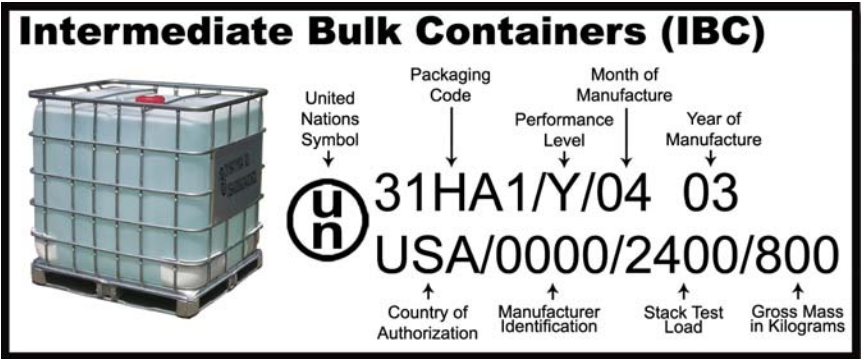 Intermediate Bulk Containers (IBC)
United
Nations
Symbol
Packaging
Code
Performance
Level
Month of
Manufacture
Year of
Manufacture
un
31HA1/Y/04 03
USA/0000/2400/800
Country of
Authorization
Manufacturer
Identification
Stack Test
Load
Gross Mass
in Kilograms